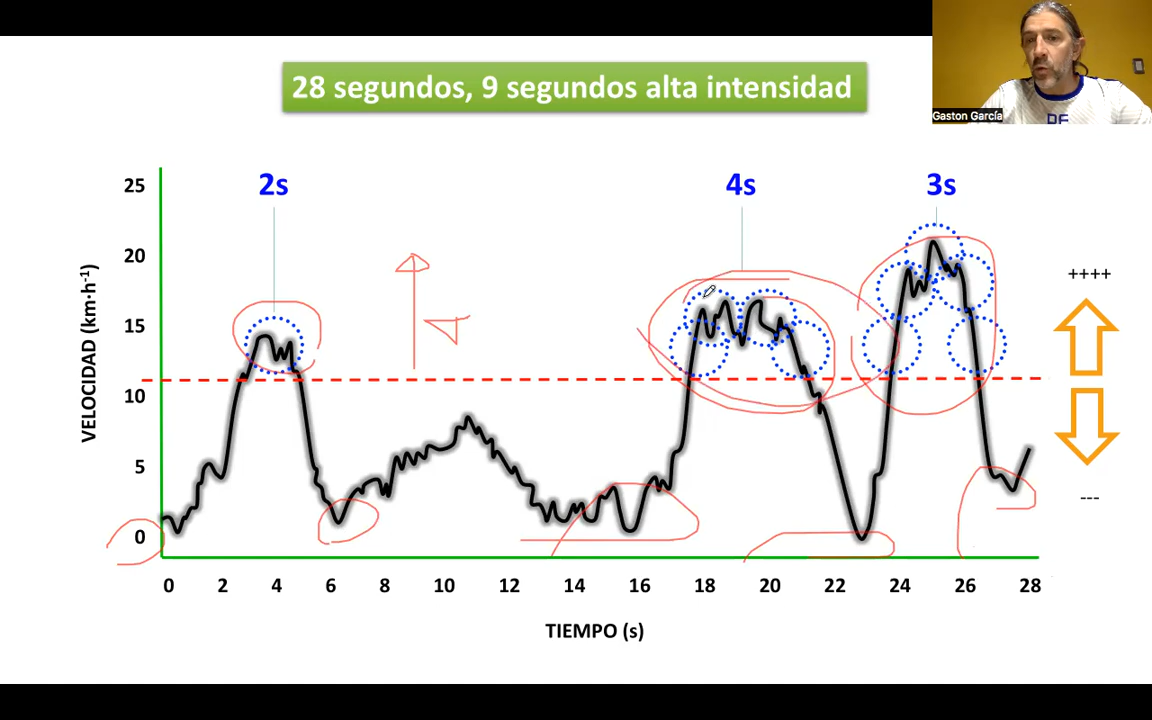 28 segundos, 9 segundos alta intensidad
Gaston García
2s
4s
3s
25
20
15
10
5
0
VELOCIDAD (km·h⁻¹)
++++
---
0 2 4 6 8 10 12 14 16 18 20 22 24 26 28
TIEMPO (s)